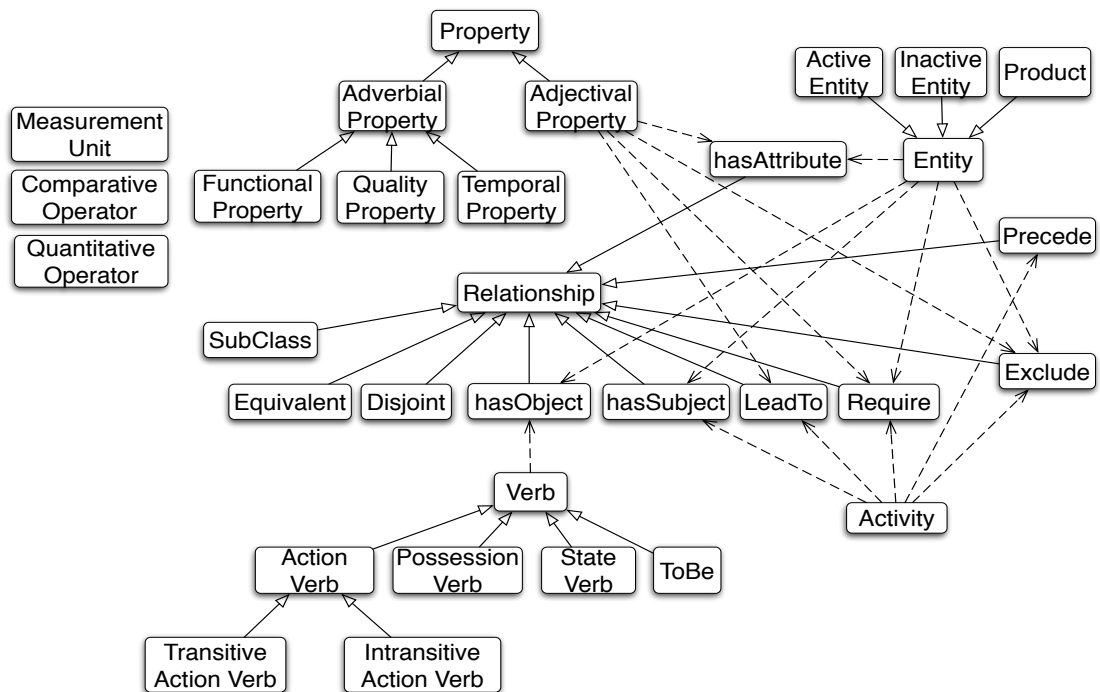 Property
Active
Entity
Inactive
Entity
Product
Adverbial
Property
Adjectival
Property
Measurement
Unit
hasAttribute
Entity
Comparative
Operator
Functional
Property
Quality
Property
Temporal
Property
Quantitative
Operator
Precede
Relationship
SubClass
Exclude
Equivalent
Disjoint
hasObject
hasSubject
LeadTo
Require
Verb
Activity
Action
Verb
Possession
Verb
State
Verb
ToBe
Transitive
Action Verb
Intransitive
Action Verb